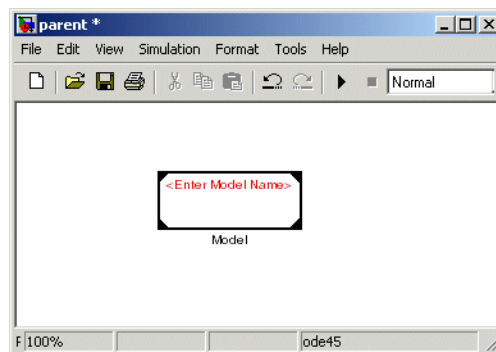 parent *
File Edit View Simulation Format Tools Help
Normal
<Enter Model Name>
Model
F 100% ode45